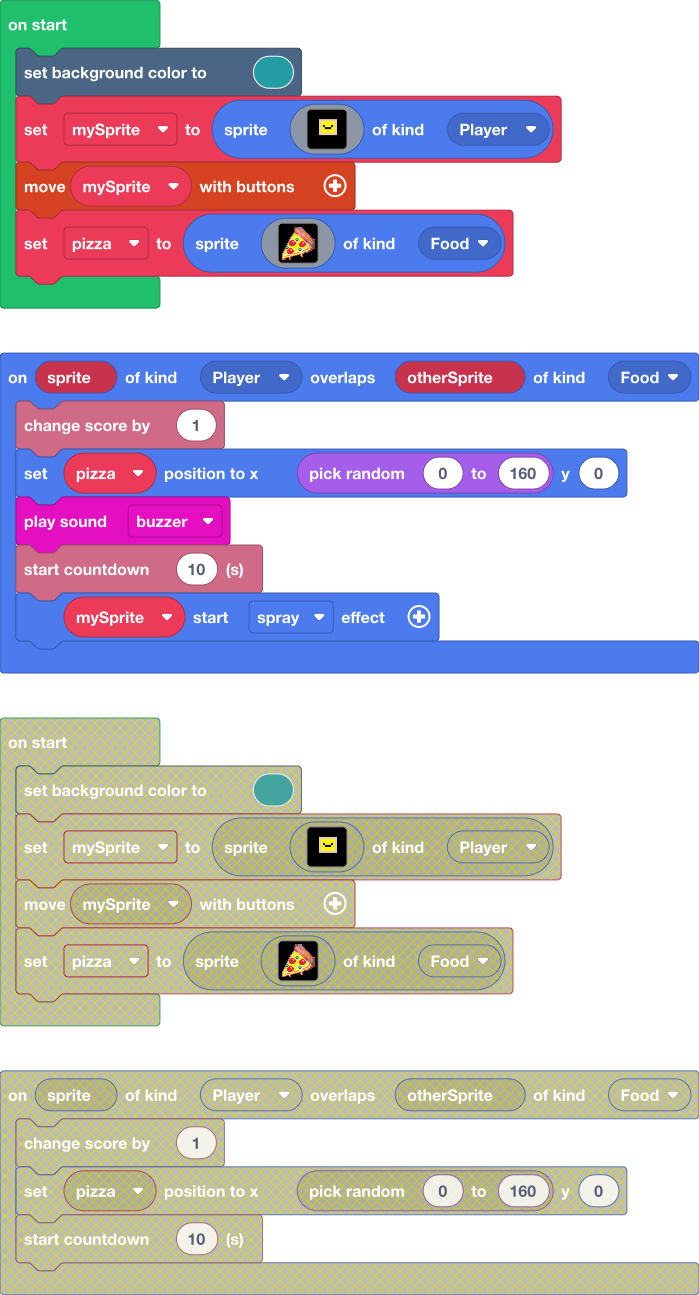 on start
set background color to
set mySprite to sprite of kind Player
move mySprite with buttons
set pizza to sprite of kind Food
on sprite of kind Player overlaps otherSprite of kind Food
change score by 1
set pizza position to x pick random 0 to 160 y 0
play sound buzzer
start countdown 10 (s)
mySprite start spray effect
on start
set background color to
set mySprite to sprite of kind Player
move mySprite with buttons
set pizza to sprite of kind Food
on sprite of kind Player overlaps otherSprite of kind Food
change score by 1
set pizza position to x pick random 0 to 160 y 0
start countdown 10 (s)